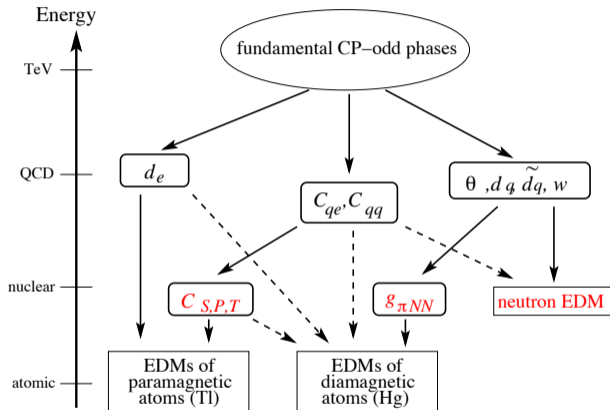 Energy
fundamental CP−odd phases
TeV
QCD
d_e
C_qe, C_qq
θ ,d_q, d̃_q, w
nuclear
C_S,P,T
g_πNN
neutron EDM
EDMs of
paramagnetic
atoms (Tl)
EDMs of
diamagnetic
atoms (Hg)
atomic